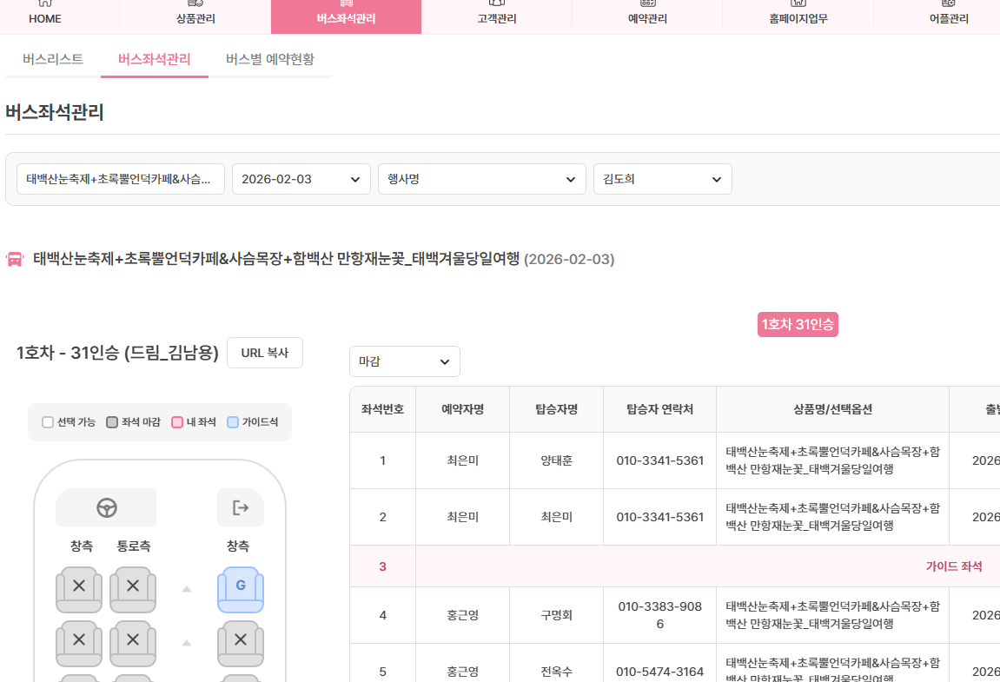 HOME
상품관리
버스좌석관리
고객관리
예약관리
홈페이지업무
어플관리
버스리스트
버스좌석관리
버스별 예약현황
버스좌석관리
태백산눈축제+초록뿔언덕카페&사슴...
2026-02-03
행사명
김도희
태백산눈축제+초록뿔언덕카페&사슴목장+함백산 만항재눈꽃_태백겨울당일여행 (2026-02-03)
1호차 31인승
1호차 - 31인승 (드림_김남용)
URL 복사
마감
선택 가능
좌석 마감
내 좌석
가이드석
창측
통로측
창측
G
좌석번호 예약자명 탑승자명 탑승자 연락처 상품명/선택옵션
1 최은미 양태훈 010-3341-5361 태백산눈축제+초록뿔언덕카페&사슴목장+함
백산 만항재눈꽃_태백겨울당일여행
2026
2 최은미 최은미 010-3341-5361 태백산눈축제+초록뿔언덕카페&사슴목장+함
백산 만항재눈꽃_태백겨울당일여행
2026
3 가이드 좌석
4 홍근영 구명회 010-3383-908
6
태백산눈축제+초록뿔언덕카페&사슴목장+함
백산 만항재눈꽃_태백겨울당일여행
2026
5 홍근영 전옥수 010-5474-3164 태백산눈축제+초록뿔언덕카페&사슴목장+함
백산 만항재눈꽃_태백겨울당일여행
2026